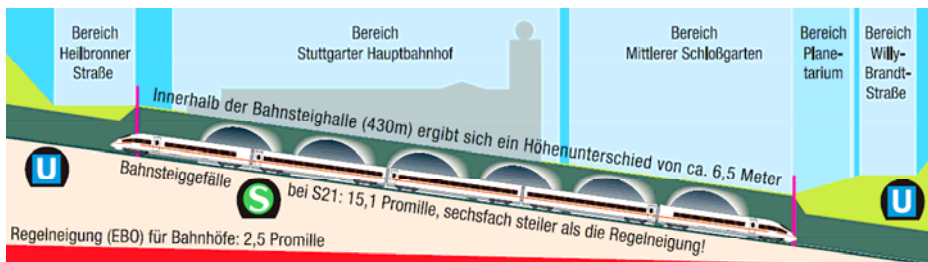 Bereich
Heilbronner
Straße
Bereich
Stuttgarter Hauptbahnhof
Bereich
Mittlerer Schloßgarten
Bereich
Plane-
tarium
Bereich
Willy-
Brandt-
Straße
Innerhalb der Bahnsteighalle (430m) ergibt sich ein Höhenunterschied von ca. 6,5 Meter
U
Bahnsteiggefälle
S
bei S21: 15,1 Promille, sechsfach steiler als die Regelneigung!
U
Regelneigung (EBO) für Bahnhöfe: 2,5 Promille